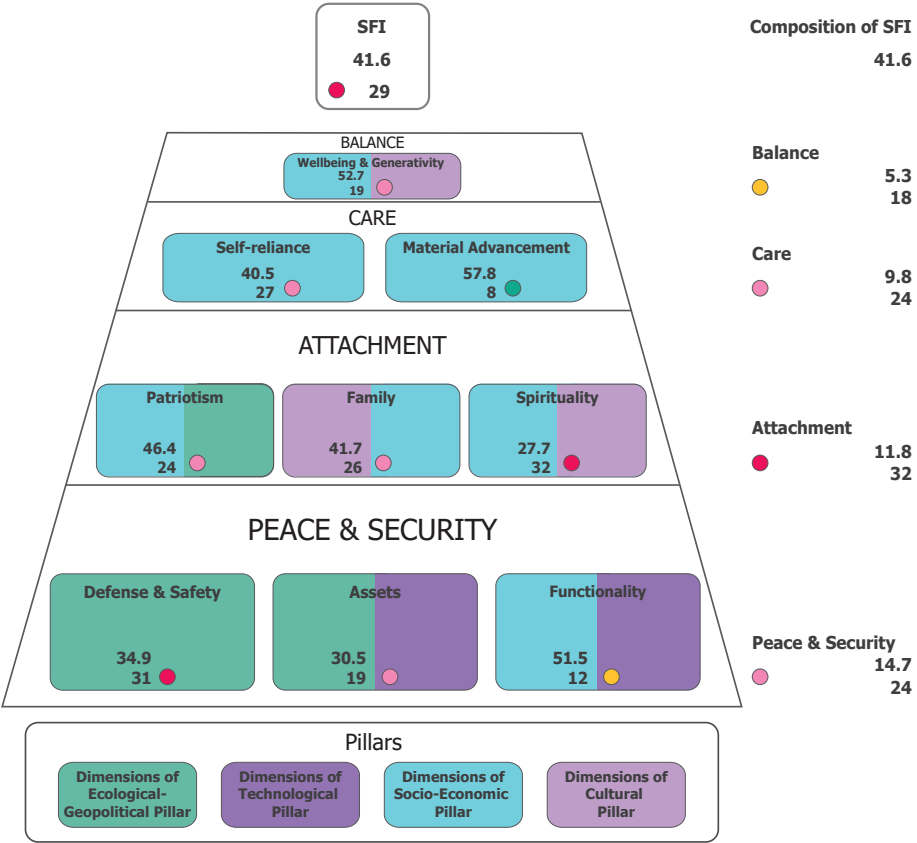 SFI
41.6
29
Composition of SFI
41.6
BALANCE
Wellbeing & Generativity
52.7
19
Balance
5.3
18
CARE
Self-reliance
40.5
27
Material Advancement
57.8
8
Care
9.8
24
ATTACHMENT
Patriotism
46.4
24
Family
41.7
26
Spirituality
27.7
32
Attachment
11.8
32
PEACE & SECURITY
Defense & Safety
34.9
31
Assets
30.5
19
Functionality
51.5
12
Peace & Security
14.7
24
Pillars
Dimensions of
Ecological-
Geopolitical Pillar
Dimensions of
Technological
Pillar
Dimensions of
Socio-Economic
Pillar
Dimensions of
Cultural
Pillar